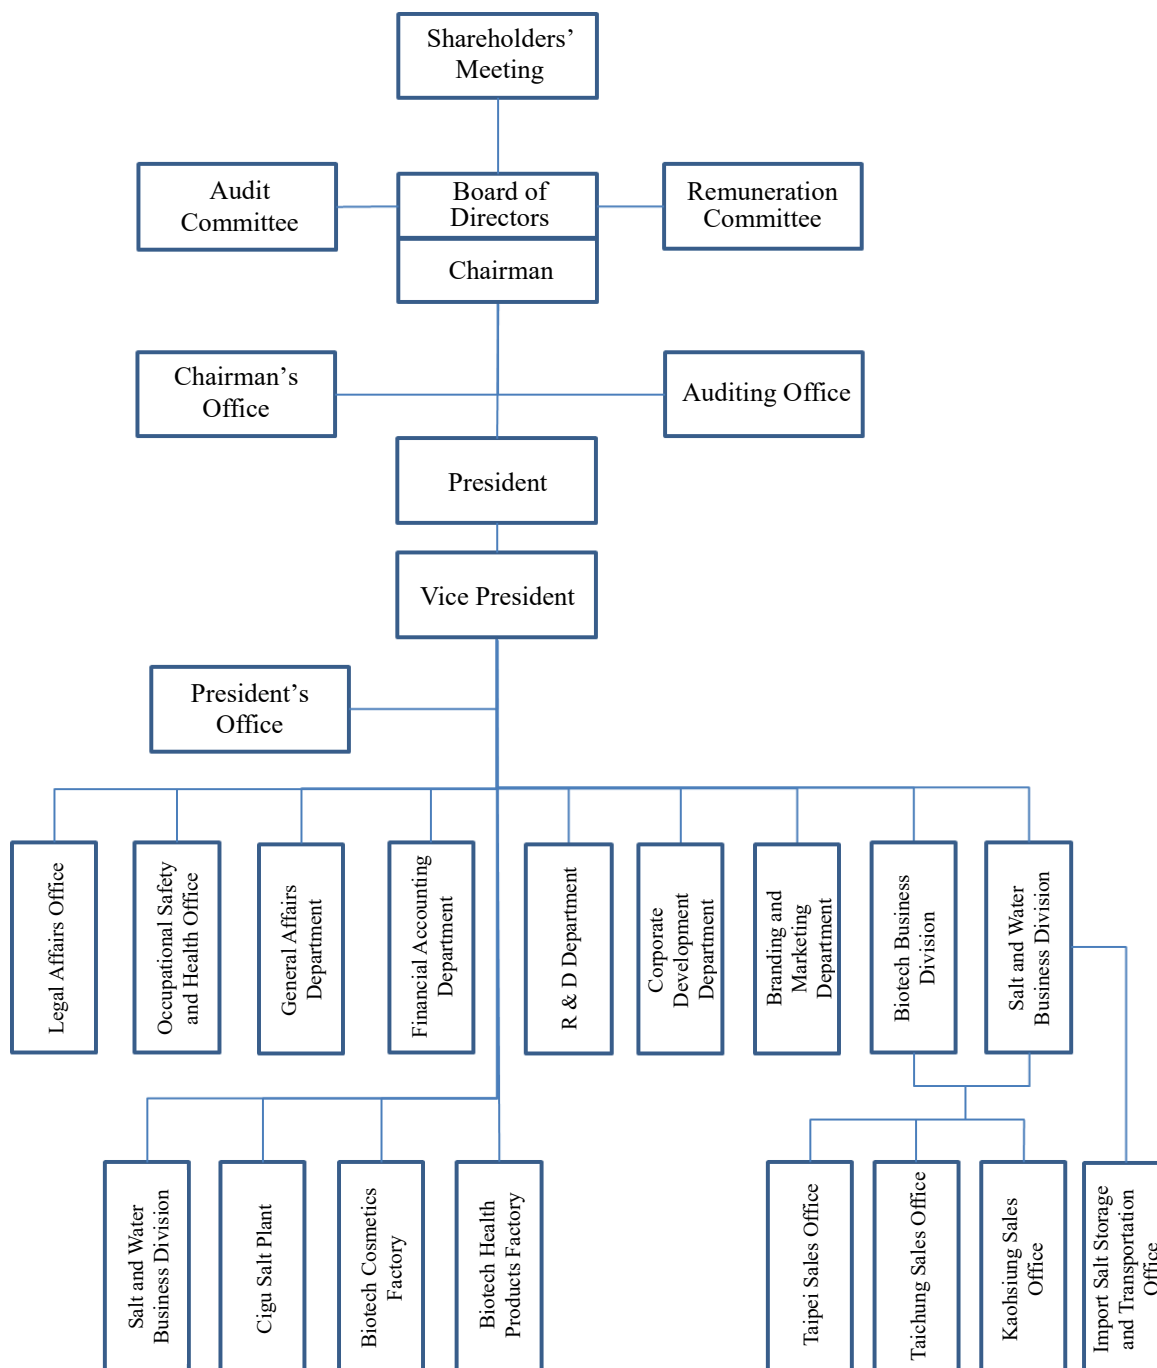 Shareholders’
Meeting
Audit
Committee
Board of
Directors
Remuneration
Committee
Chairman
Chairman’s
Office
Auditing Office
President
Vice President
President’s
Office
Legal Affairs Office
Occupational Safety
and Health Office
General Affairs
Department
Financial Accounting
Department
R & D Department
Corporate
Development
Department
Branding and
Marketing
Department
Biotech Business
Division
Salt and Water
Business Division
Salt and Water
Business Division
Cigu Salt Plant
Biotech Cosmetics
Factory
Biotech Health
Products Factory
Taipei Sales Office
Taichung Sales Office
Kaohsiung Sales
Office
Import Salt Storage
and Transportation
Office